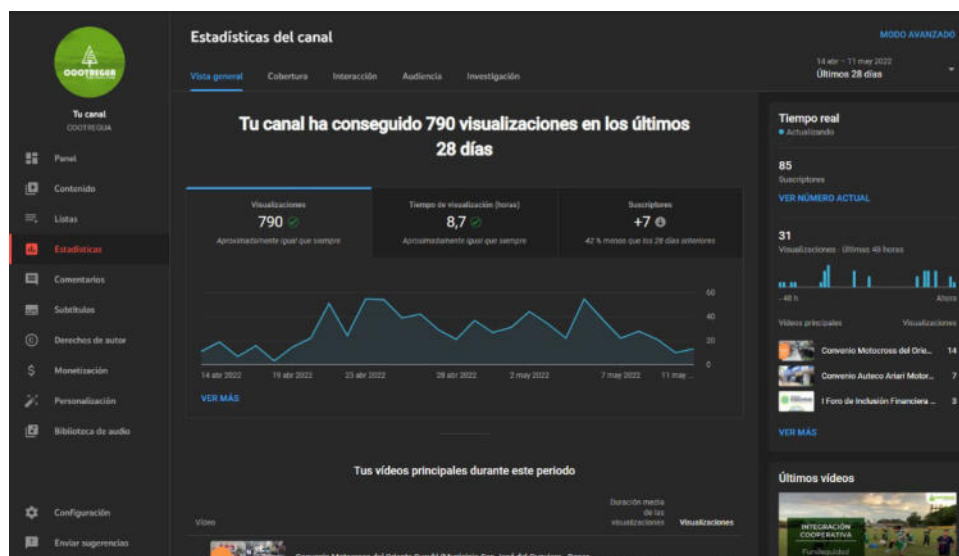 Estadísticas del canal
MODO AVANZADO
14 abr – 11 may 2022
Últimos 28 días
Vista general
Cobertura
Interacción
Audiencia
Investigación
COOTREGUA
Tu canal
COOTREGUA
Panel
Contenido
Listas
Estadísticas
Comentarios
Subtítulos
Derechos de autor
Monetización
Personalización
Biblioteca de audio
Configuración
Enviar sugerencias
Tu canal ha conseguido 790 visualizaciones en los últimos
28 días
Visualizaciones
790
Aproximadamente igual que siempre
Tiempo de visualización (horas)
8,7
Aproximadamente igual que siempre
Suscriptores
+7
42 % menos que los 28 días anteriores
60
40
20
0
14 abr 2022
19 abr 2022
23 abr 2022
28 abr 2022
2 may 2022
7 may 2022
11 may ...
VER MÁS
Tus vídeos principales durante este periodo
Vídeo
Duración media
de las
visualizaciones
Visualizaciones
Tiempo real
Actualizando
85
Suscriptores
VER NÚMERO ACTUAL
31
Visualizaciones · Últimas 48 horas
- 48 h
Ahora
Vídeos principales
Visualizaciones
Convenio Motocross del Orie... 14
Convenio Auteco Ariari Motor... 7
I Foro de Inclusión Financiera ... 3
VER MÁS
Últimos vídeos
INTEGRACIÓN
COOPERATIVA
Fundequidad